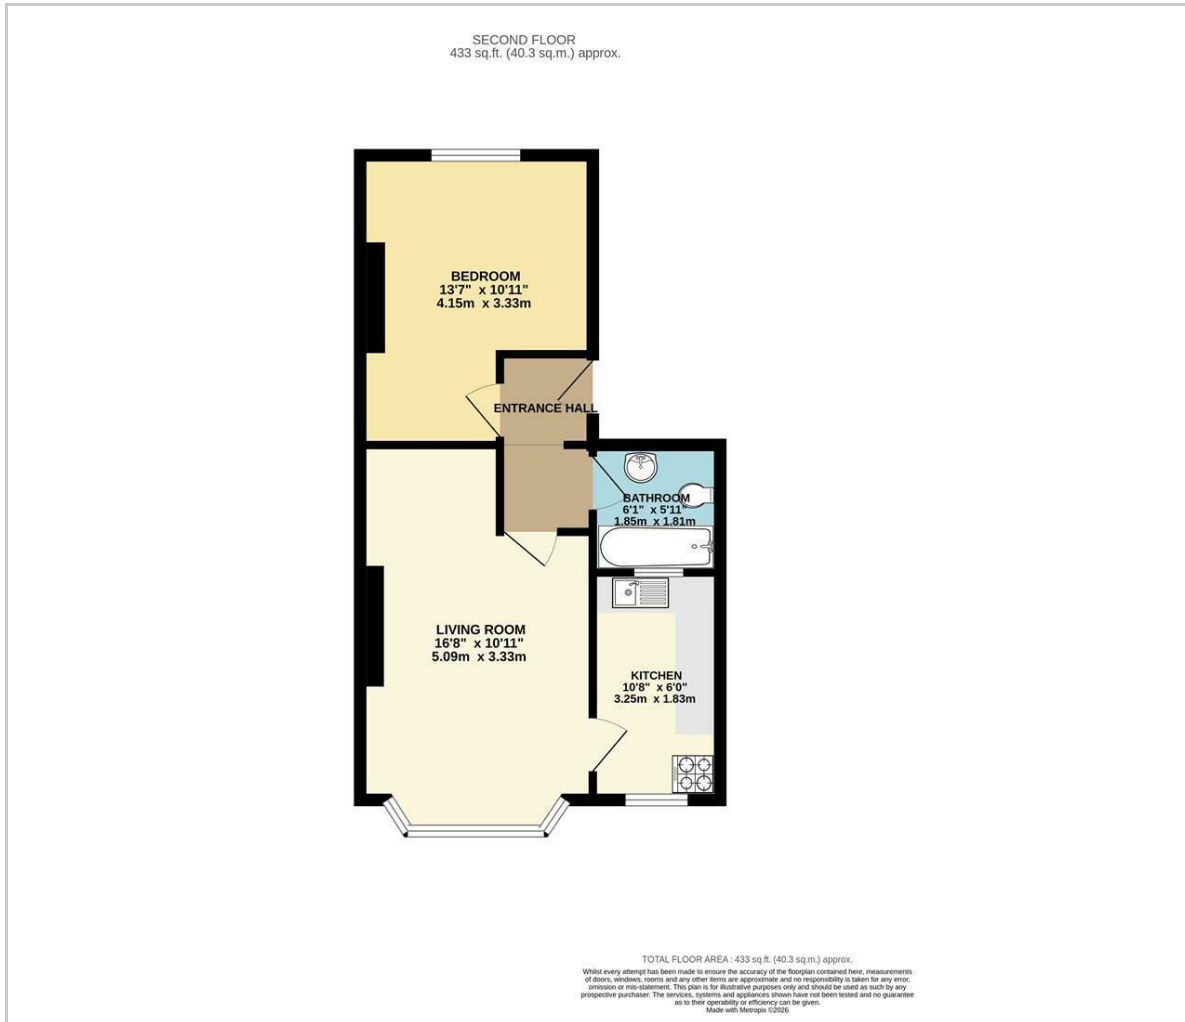 SECOND FLOOR
433 sq.ft. (40.3 sq.m.) approx.
BEDROOM
13'7" x 10'11"
4.15m x 3.33m
ENTRANCE HALL
BATHROOM
6'1" x 5'11"
1.85m x 1.81m
LIVING ROOM
16'8" x 10'11"
5.09m x 3.33m
KITCHEN
10'8" x 6'0"
3.25m x 1.83m
TOTAL FLOOR AREA : 433 sq.ft. (40.3 sq.m.) approx.
Whilst every attempt has been made to ensure the accuracy of the floorplan contained here, measurements
of doors, windows, rooms and any other items are approximate and no responsibility is taken for any error,
omission or mis-statement. This plan is for illustrative purposes only and should be used as such by any
prospective purchaser. The services, systems and appliances shown have not been tested and no guarantee
as to their operability or efficiency can be given.
Made with Metropix ©2026